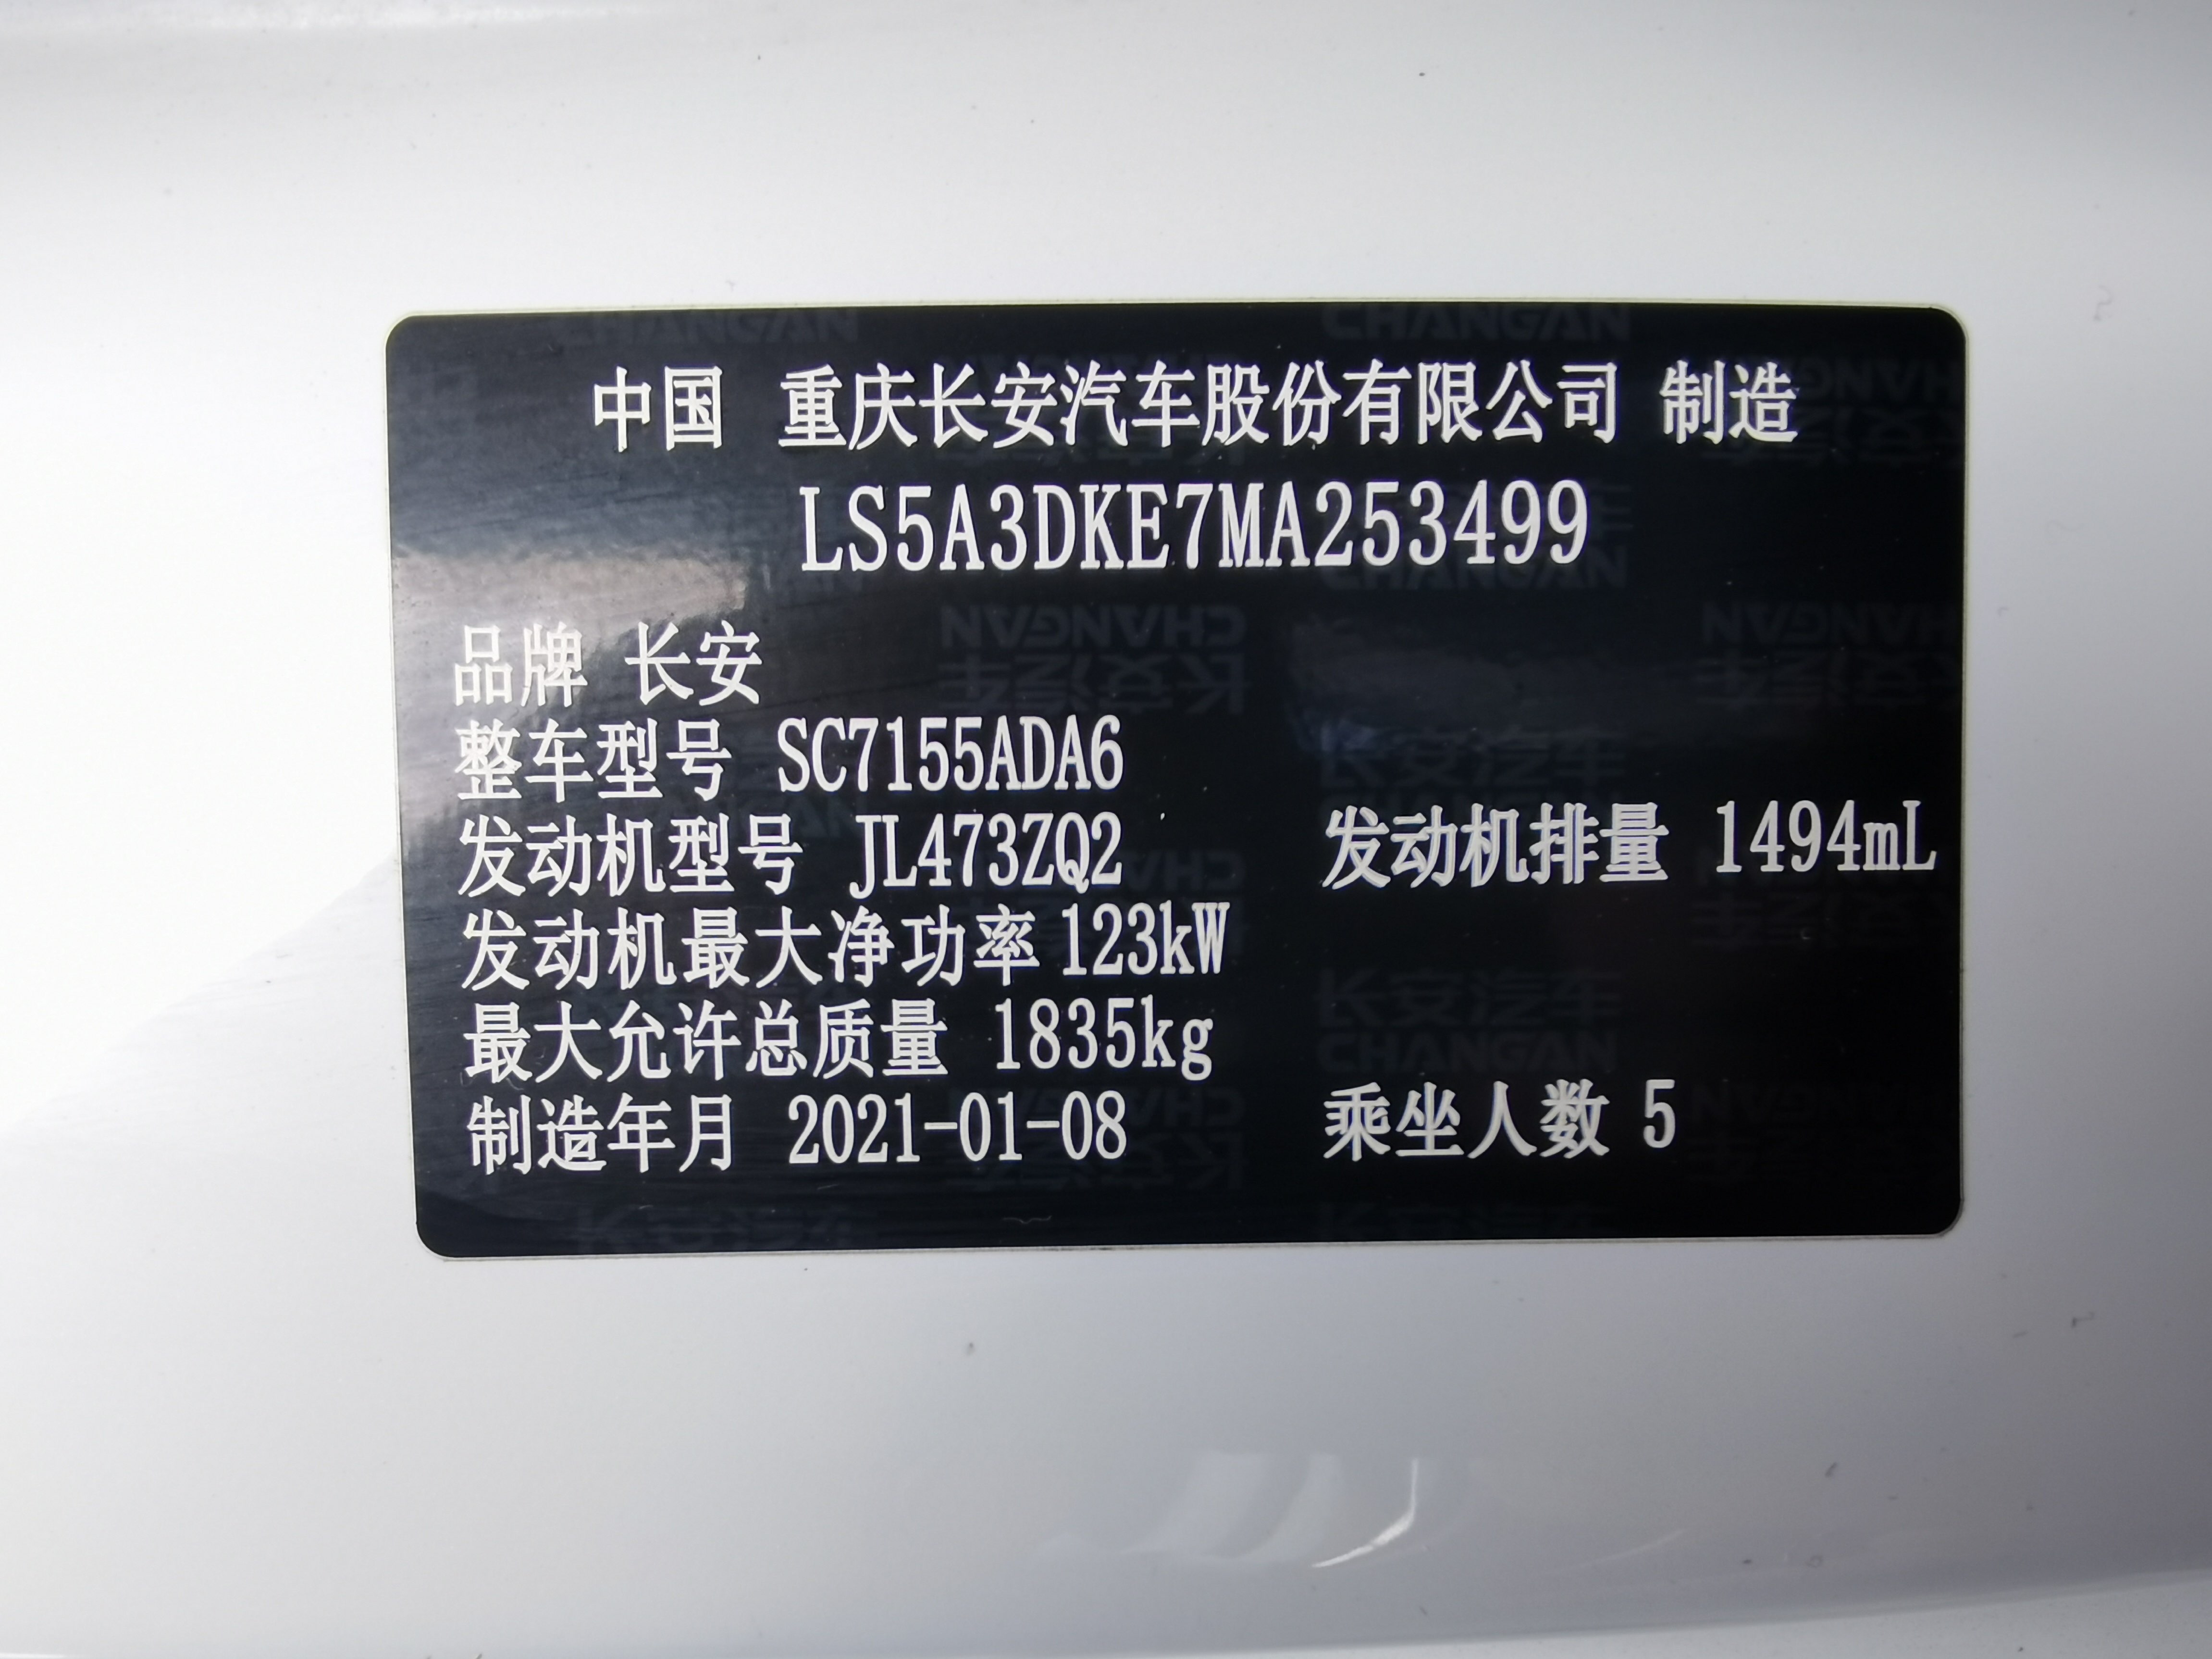 中国 重庆长安汽车股份有限公司 制造
LS5A3DKE7MA253499
品牌 长安
整车型号 SC7155ADA6
发动机型号 JL473ZQ2 发动机排量 1494mL
发动机最大净功率 123kW
最大允许总质量 1835kg
制造年月 2021-01-08 乘坐人数 5